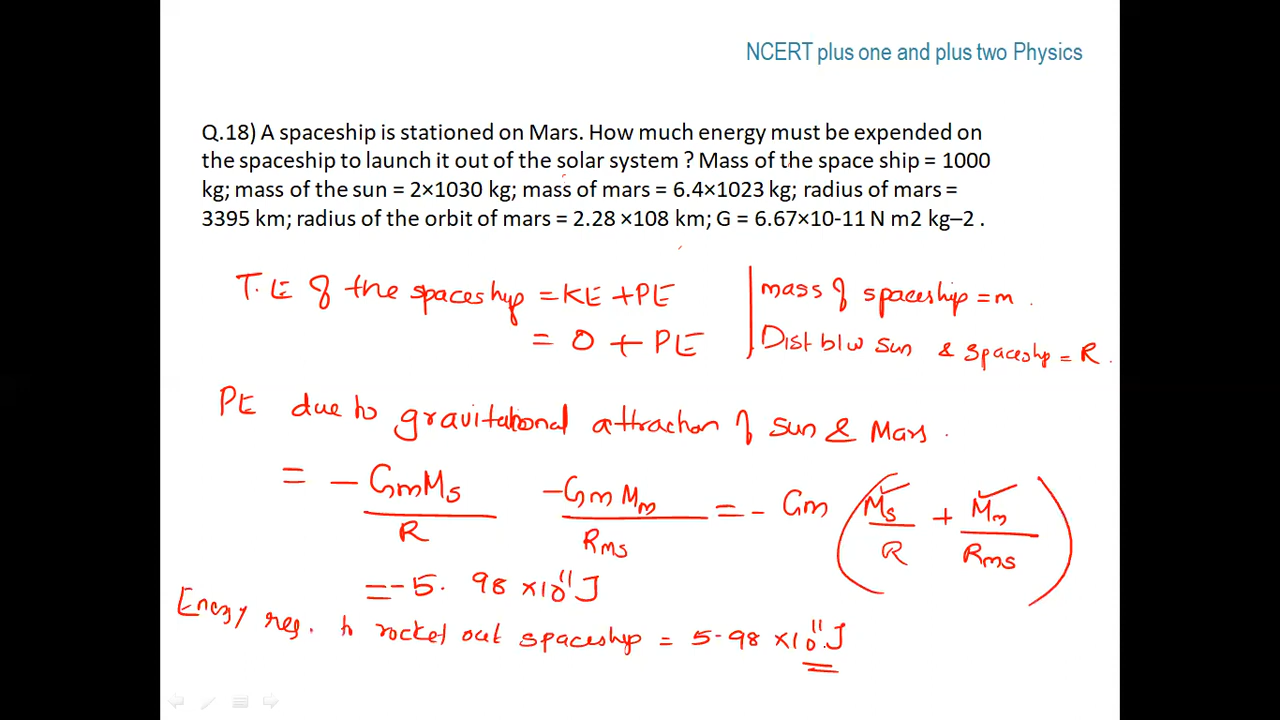 NCERT plus one and plus two Physics
Q.18) A spaceship is stationed on Mars. How much energy must be expended on
the spaceship to launch it out of the solar system ? Mass of the space ship = 1000
kg; mass of the sun = 2×1030 kg; mass of mars = 6.4×1023 kg; radius of mars =
3395 km; radius of the orbit of mars = 2.28 ×108 km; G = 6.67×10-11 N m2 kg–2 .
T.E of the spaceship = KE + PE
= 0 + PE
mass of spaceship = m .
Dist b/w sun & spaceship = R .
PE due to gravitational attraction of sun & Mars .
= - GmMs/R - GmMm/Rms = - Gm (Ms/R + Mm/Rms)
= - 5.98 ×10^11 J
Energy req. to rocket out spaceship = 5.98 ×10^11 J